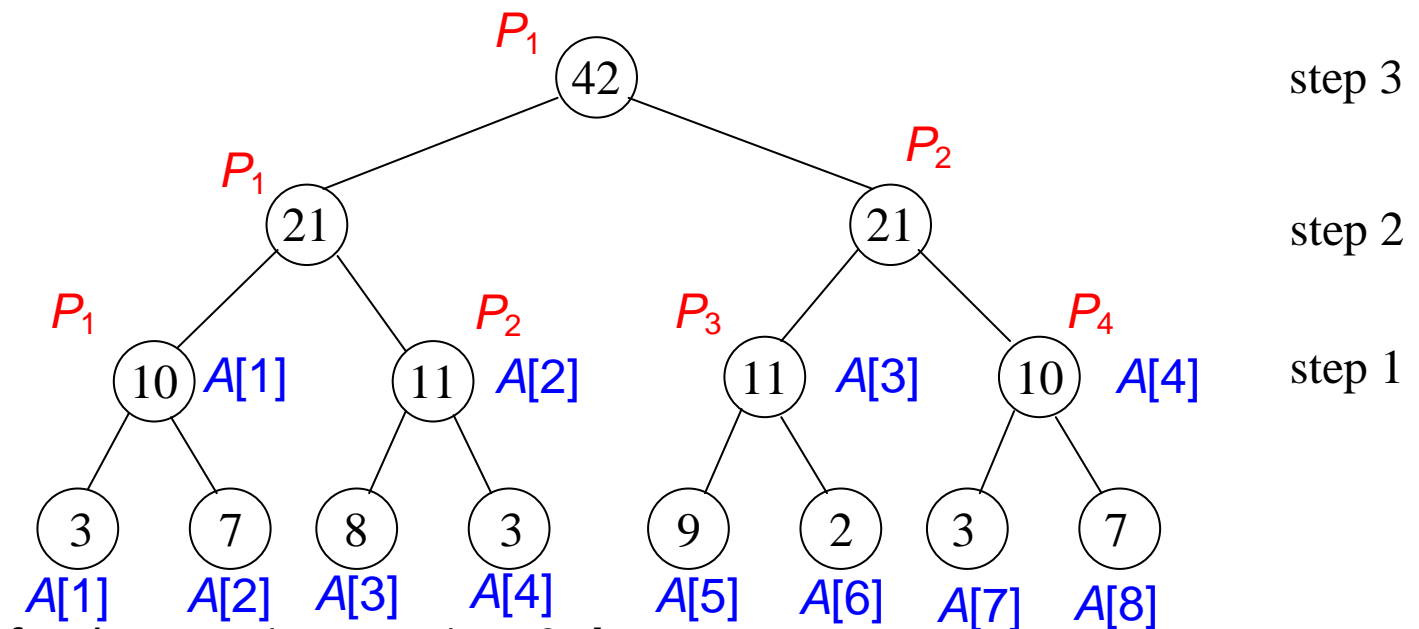 P1
42 step 3
P2
P1
21 21 step 2
P1 P2 P3 P4
10 A[1] 11 A[2] 11 A[3] 10 A[4] step 1
3 7 8 3 9 2 3 7
A[1] A[2] A[3] A[4] A[5] A[6] A[7] A[8]